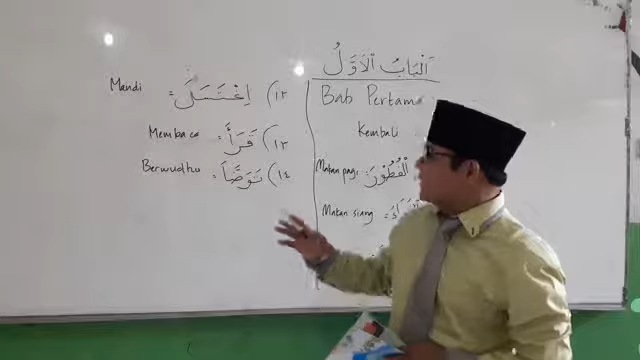 اَلْبَابُ الْاَوَّلُ
Bab Pertama
Kembali
اَلْفُطُوْرُ = Makan pagi
Makan siang
١٢) اِغْتَسَلَ = Mandi
١٣) قَرَأَ = Membaca
١٤) تَوَضَّأَ = Berwudhu